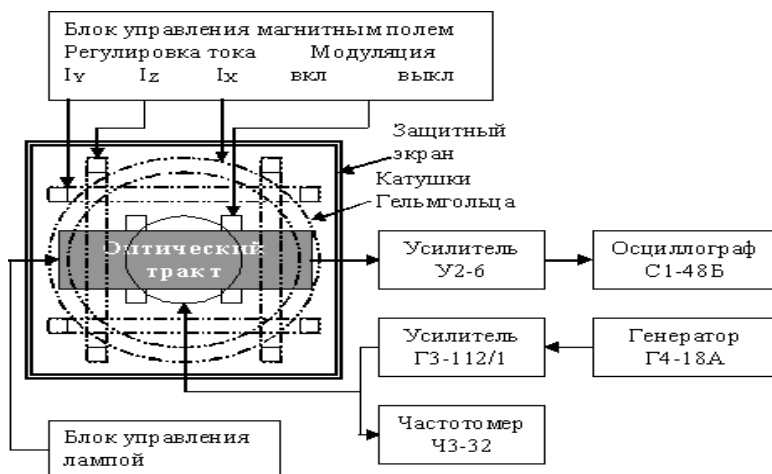 Блок управления магнитным полем
Регулировка тока Модуляция
IY IZ IX вкл выкл
Защитный
экран
Катушки
Гельмгольца
Оптический
тракт
Усилитель
У2-6
Осциллограф
С1-48Б
Усилитель
Г3-112/1
Генератор
Г4-18А
Частотомер
Ч3-32
Блок управления
лампой